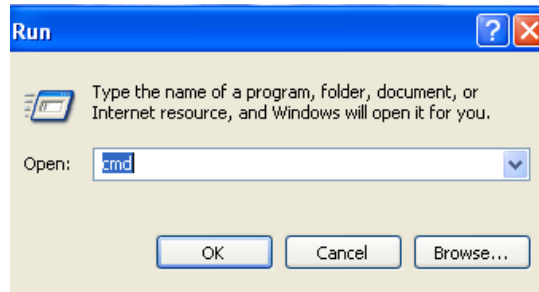 Run
Type the name of a program, folder, document, or
Internet resource, and Windows will open it for you.
Open: cmd
OK Cancel Browse...